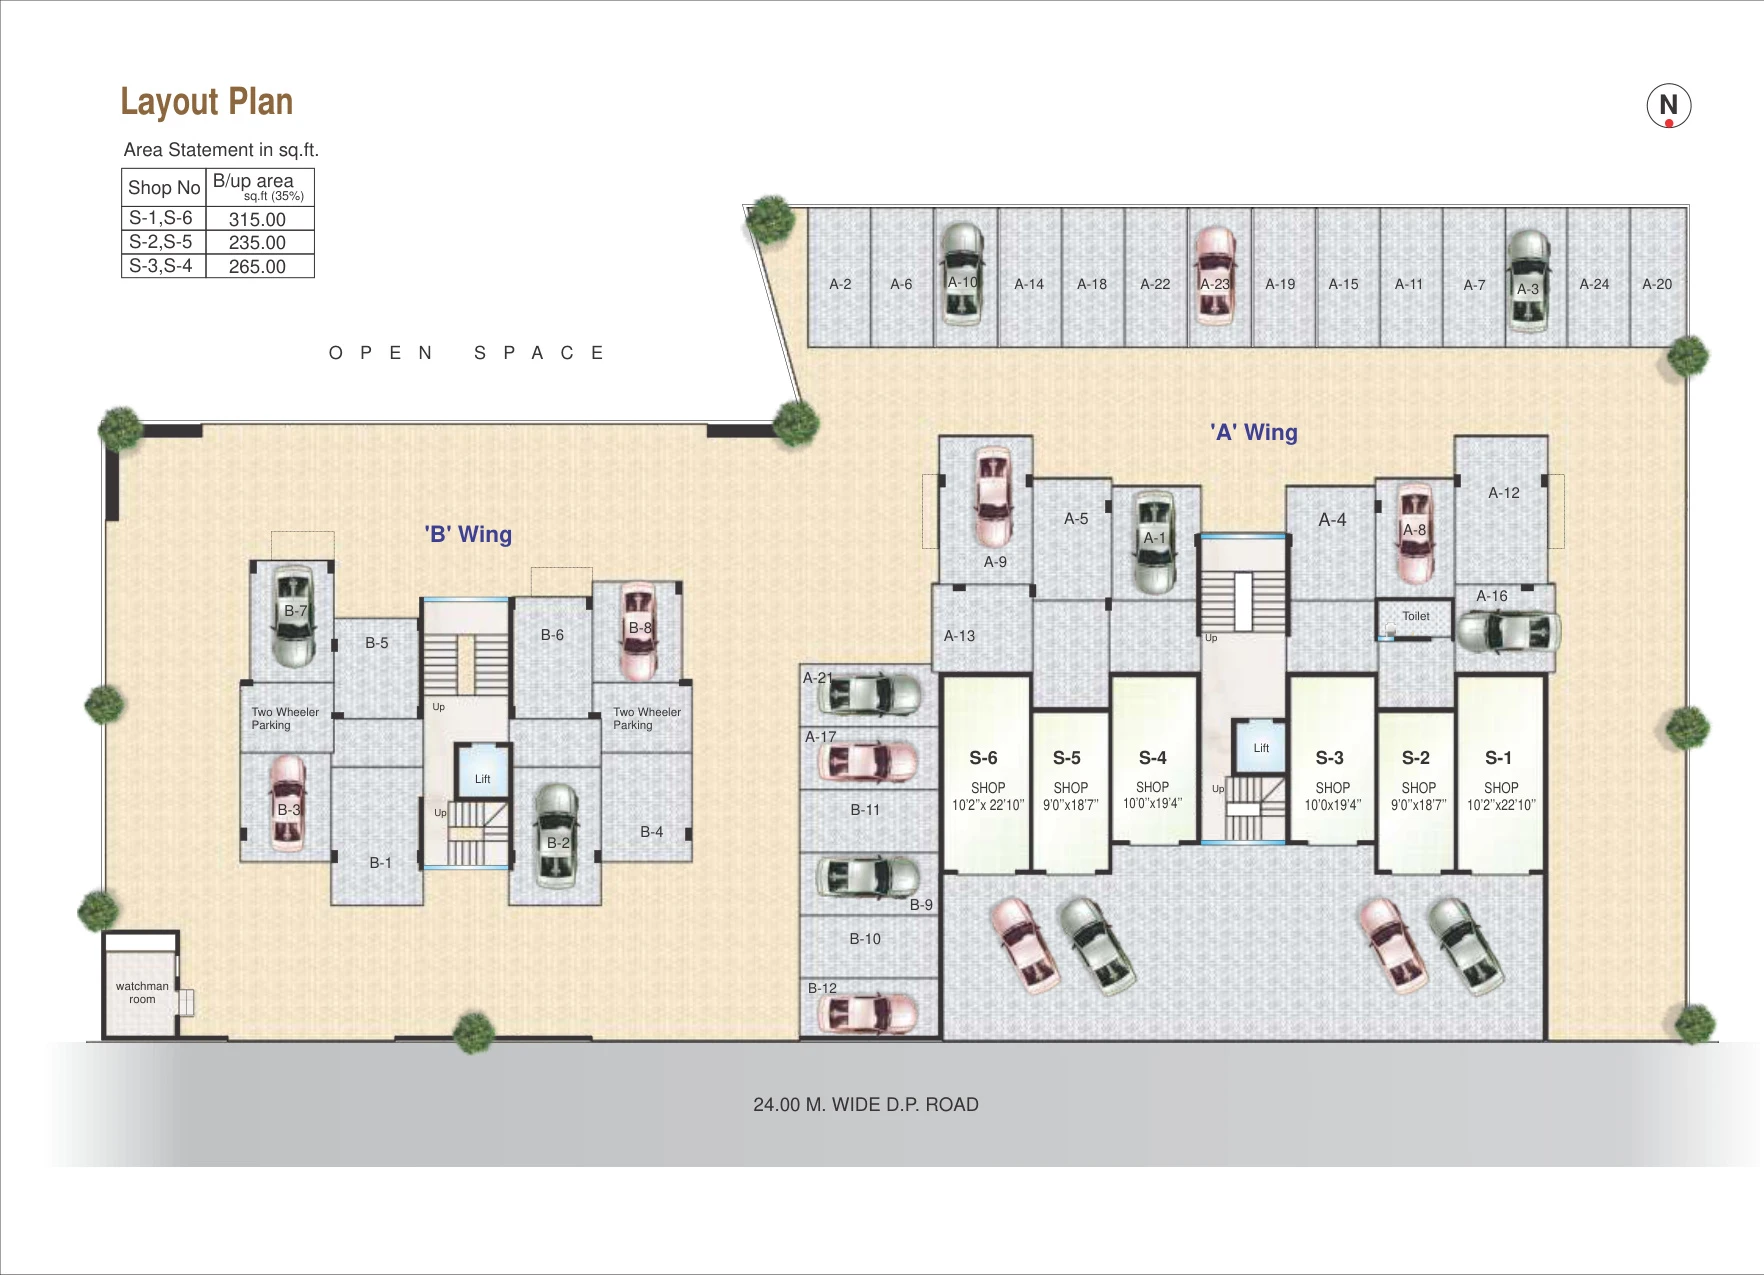 Layout Plan
N
Area Statement in sq.ft.
Shop No B/up area
sq.ft (35%)
S-1,S-6 315.00
S-2,S-5 235.00
S-3,S-4 265.00
A-2 A-6 A-10 A-14 A-18 A-22 A-23 A-19 A-15 A-11 A-7 A-3 A-24 A-20
OPEN SPACE
'A' Wing
A-9
A-5
A-1
A-4
A-8
A-12
A-13
Up
Toilet
A-16
'B' Wing
B-7
B-5
B-6
B-8
Two Wheeler
Parking
Up
Two Wheeler
Parking
Lift
B-3
B-1
Up
B-2
B-4
A-21
A-17
B-11
B-9
B-10
B-12
S-6
SHOP
10'2"x 22'10"
S-5
SHOP
9'0"x18'7"
S-4
SHOP
10'0"x19'4"
Lift
Up
S-3
SHOP
10'0x19'4"
S-2
SHOP
9'0"x18'7"
S-1
SHOP
10'2"x22'10"
watchman
room
24.00 M. WIDE D.P. ROAD